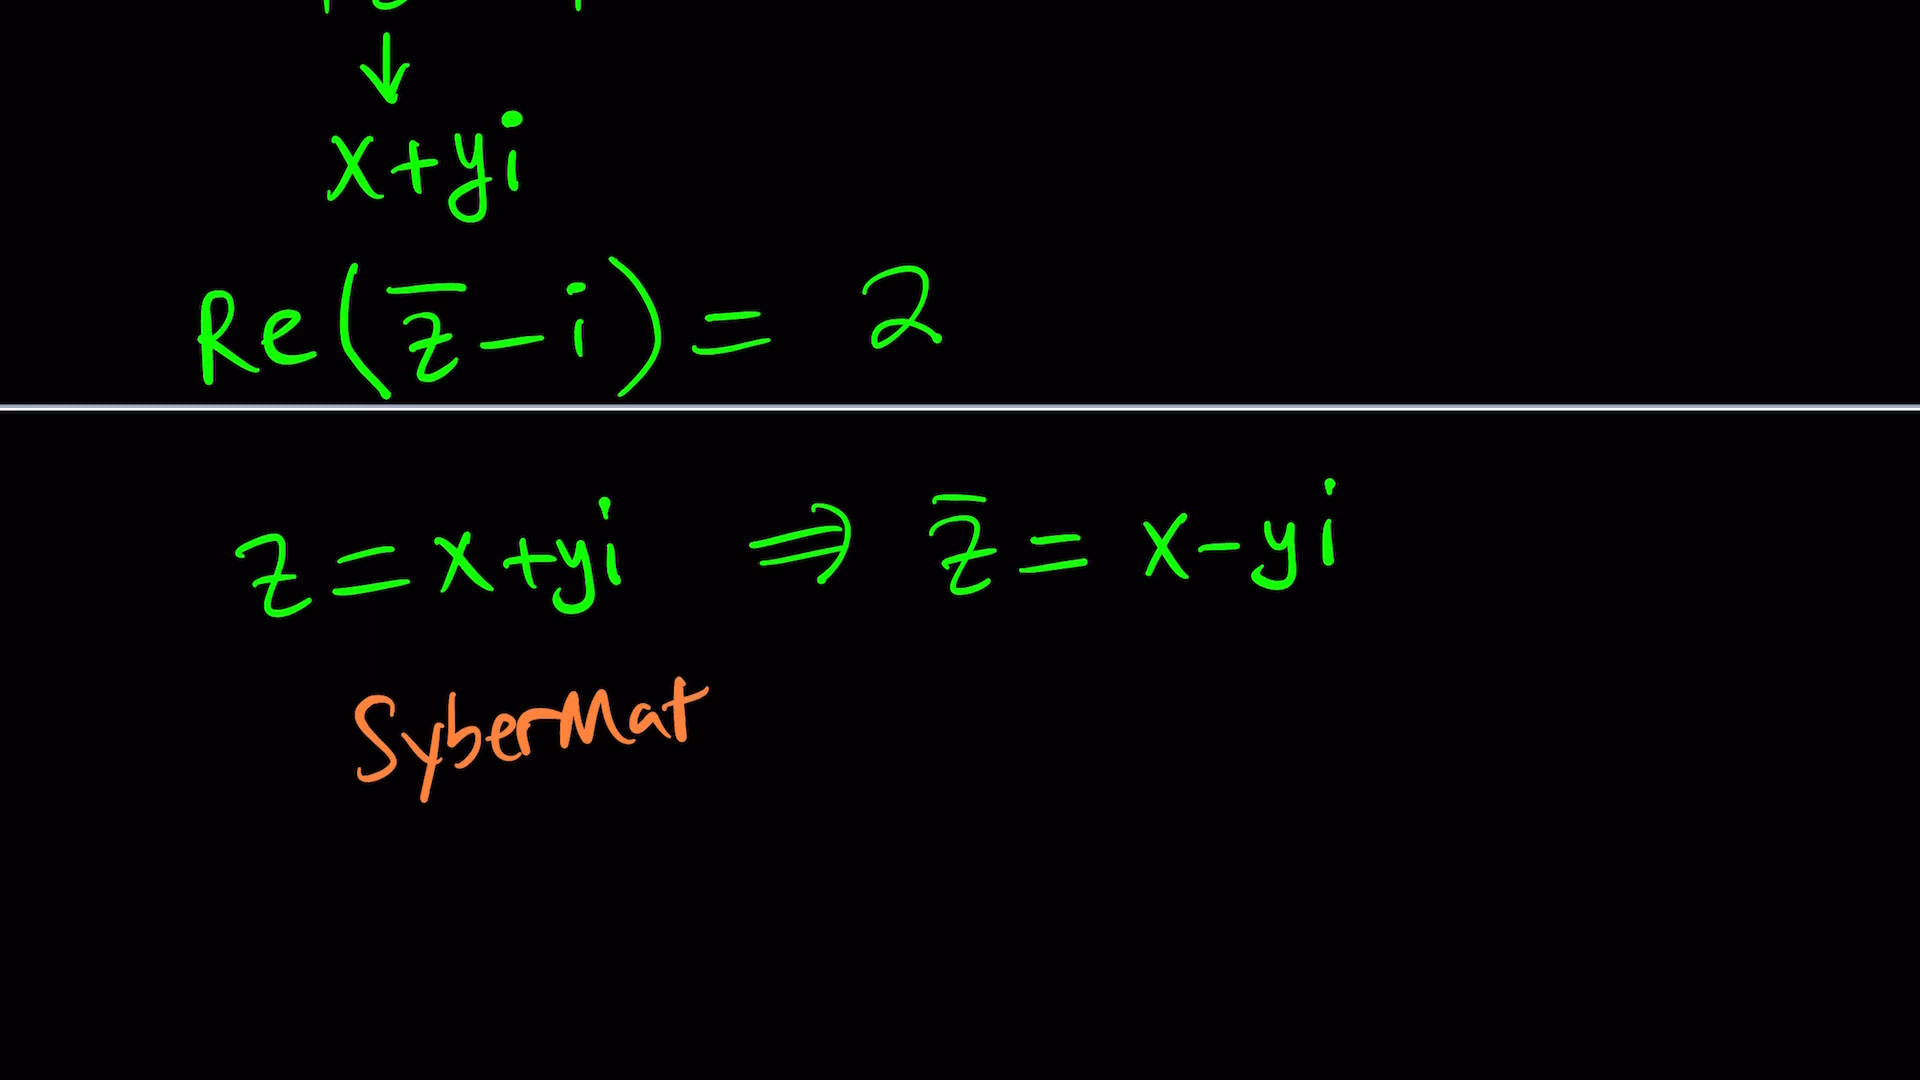 x+yi
Re(z̅-i)= 2
z=x+yi ⇒ z̅= x-yi
SyberMat